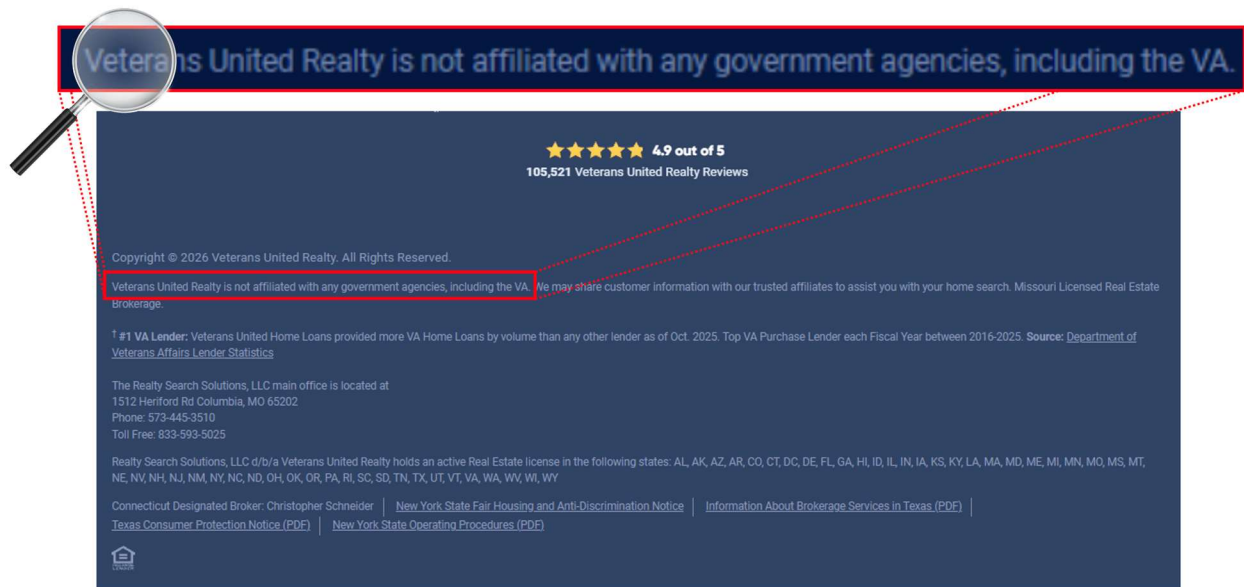 Veterans United Realty is not affiliated with any government agencies, including the VA.
4.9 out of 5
105,521 Veterans United Realty Reviews
Copyright © 2026 Veterans United Realty. All Rights Reserved.
Veterans United Realty is not affiliated with any government agencies, including the VA. We may share customer information with our trusted affiliates to assist you with your home search. Missouri Licensed Real Estate
Brokerage.
† #1 VA Lender: Veterans United Home Loans provided more VA Home Loans by volume than any other lender as of Oct. 2025. Top VA Purchase Lender each Fiscal Year between 2016-2025. Source: Department of
Veterans Affairs Lender Statistics
The Realty Search Solutions, LLC main office is located at
1512 Heriford Rd Columbia, MO 65202
Phone: 573-445-3510
Toll Free: 833-593-5025
Realty Search Solutions, LLC d/b/a Veterans United Realty holds an active Real Estate license in the following states: AL, AK, AZ, AR, CO, CT, DC, DE, FL, GA, HI, ID, IL, IN, IA, KS, KY, LA, MA, MD, ME, MI, MN, MO, MS, MT,
NE, NV, NH, NJ, NM, NY, NC, ND, OH, OK, OR, PA, RI, SC, SD, TN, TX, UT, VT, VA, WA, WV, WI, WY
Connecticut Designated Broker: Christopher Schneider | New York State Fair Housing and Anti-Discrimination Notice | Information About Brokerage Services in Texas (PDF) |
Texas Consumer Protection Notice (PDF) | New York State Operating Procedures (PDF)